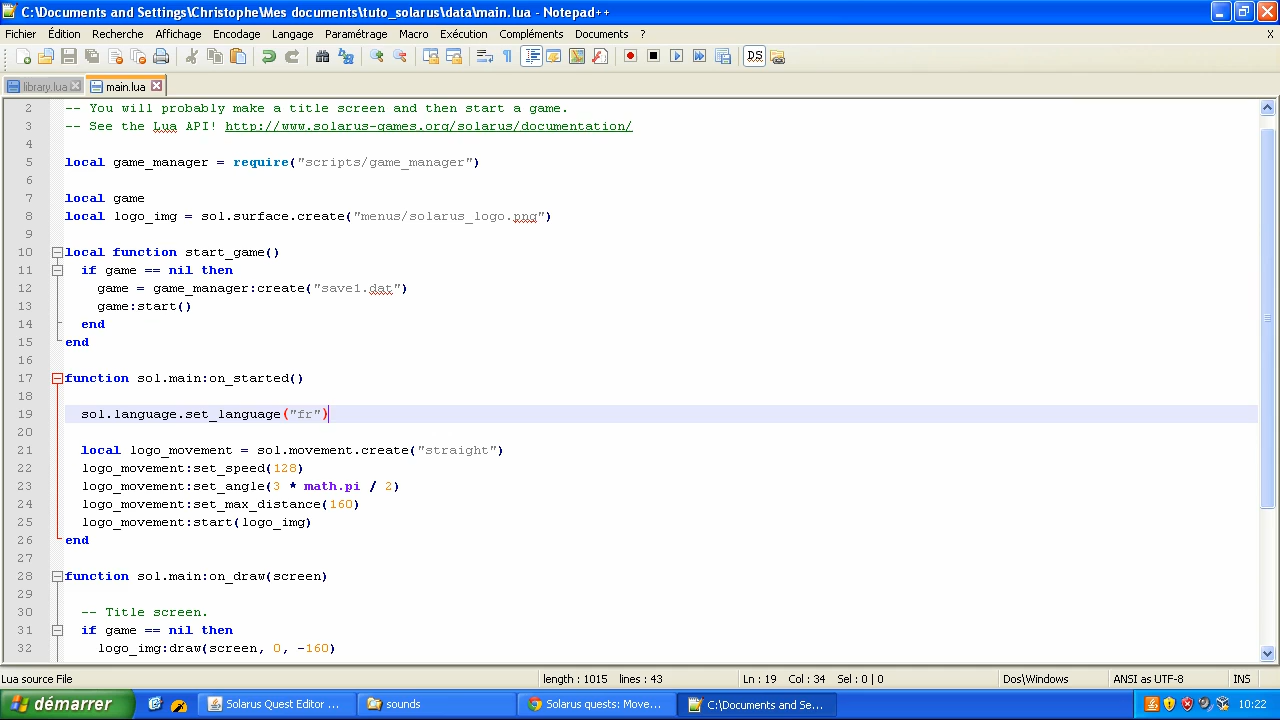 C:\Documents and Settings\Christophe\Mes documents\tuto_solarus\data\main.lua - Notepad++
Fichier Édition Recherche Affichage Encodage Langage Paramétrage Macro Exécution Compléments Documents ? X
library.lua main.lua
2 -- You will probably make a title screen and then start a game.
3 -- See the Lua API! http://www.solarus-games.org/solarus/documentation/
4
5 local game_manager = require("scripts/game_manager")
6
7 local game
8 local logo_img = sol.surface.create("menus/solarus_logo.png")
9
10 local function start_game()
11 if game == nil then
12 game = game_manager:create("save1.dat")
13 game:start()
14 end
15 end
16
17 function sol.main:on_started()
18
19 sol.language.set_language("fr")
20
21 local logo_movement = sol.movement.create("straight")
22 logo_movement:set_speed(128)
23 logo_movement:set_angle(3 * math.pi / 2)
24 logo_movement:set_max_distance(160)
25 logo_movement:start(logo_img)
26 end
27
28 function sol.main:on_draw(screen)
29
30 -- Title screen.
31 if game == nil then
32 logo_img:draw(screen, 0, -160)
Lua source File length : 1015 lines : 43 Ln : 19 Col : 34 Sel : 0 | 0 Dos\Windows ANSI as UTF-8 INS
démarrer Solarus Quest Editor ... sounds Solarus quests: Move... C:\Documents and Se... 10:22